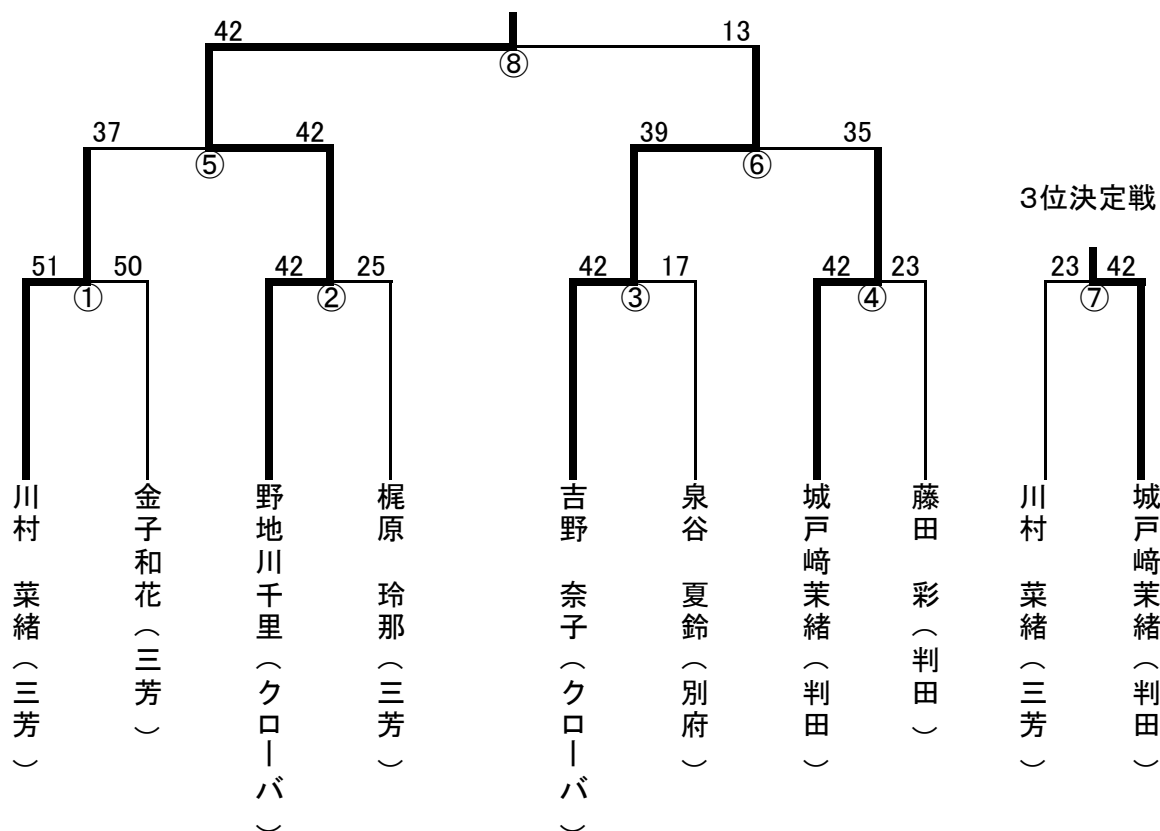 42 13
⑧
37 42 39 35
⑤ ⑥
3位決定戦
51 50 42 25 42 17 42 23 23 42
① ② ③ ④ ⑦
川村 菜緒（三芳）
金子和花（三芳）
野地川千里（クローバ）
梶原 玲那（三芳）
吉野 奈子（クローバ）
泉谷 夏鈴（別府）
城戸﨑茉緒（判田）
藤田 彩（判田）
川村 菜緒（三芳）
城戸﨑茉緒（判田）